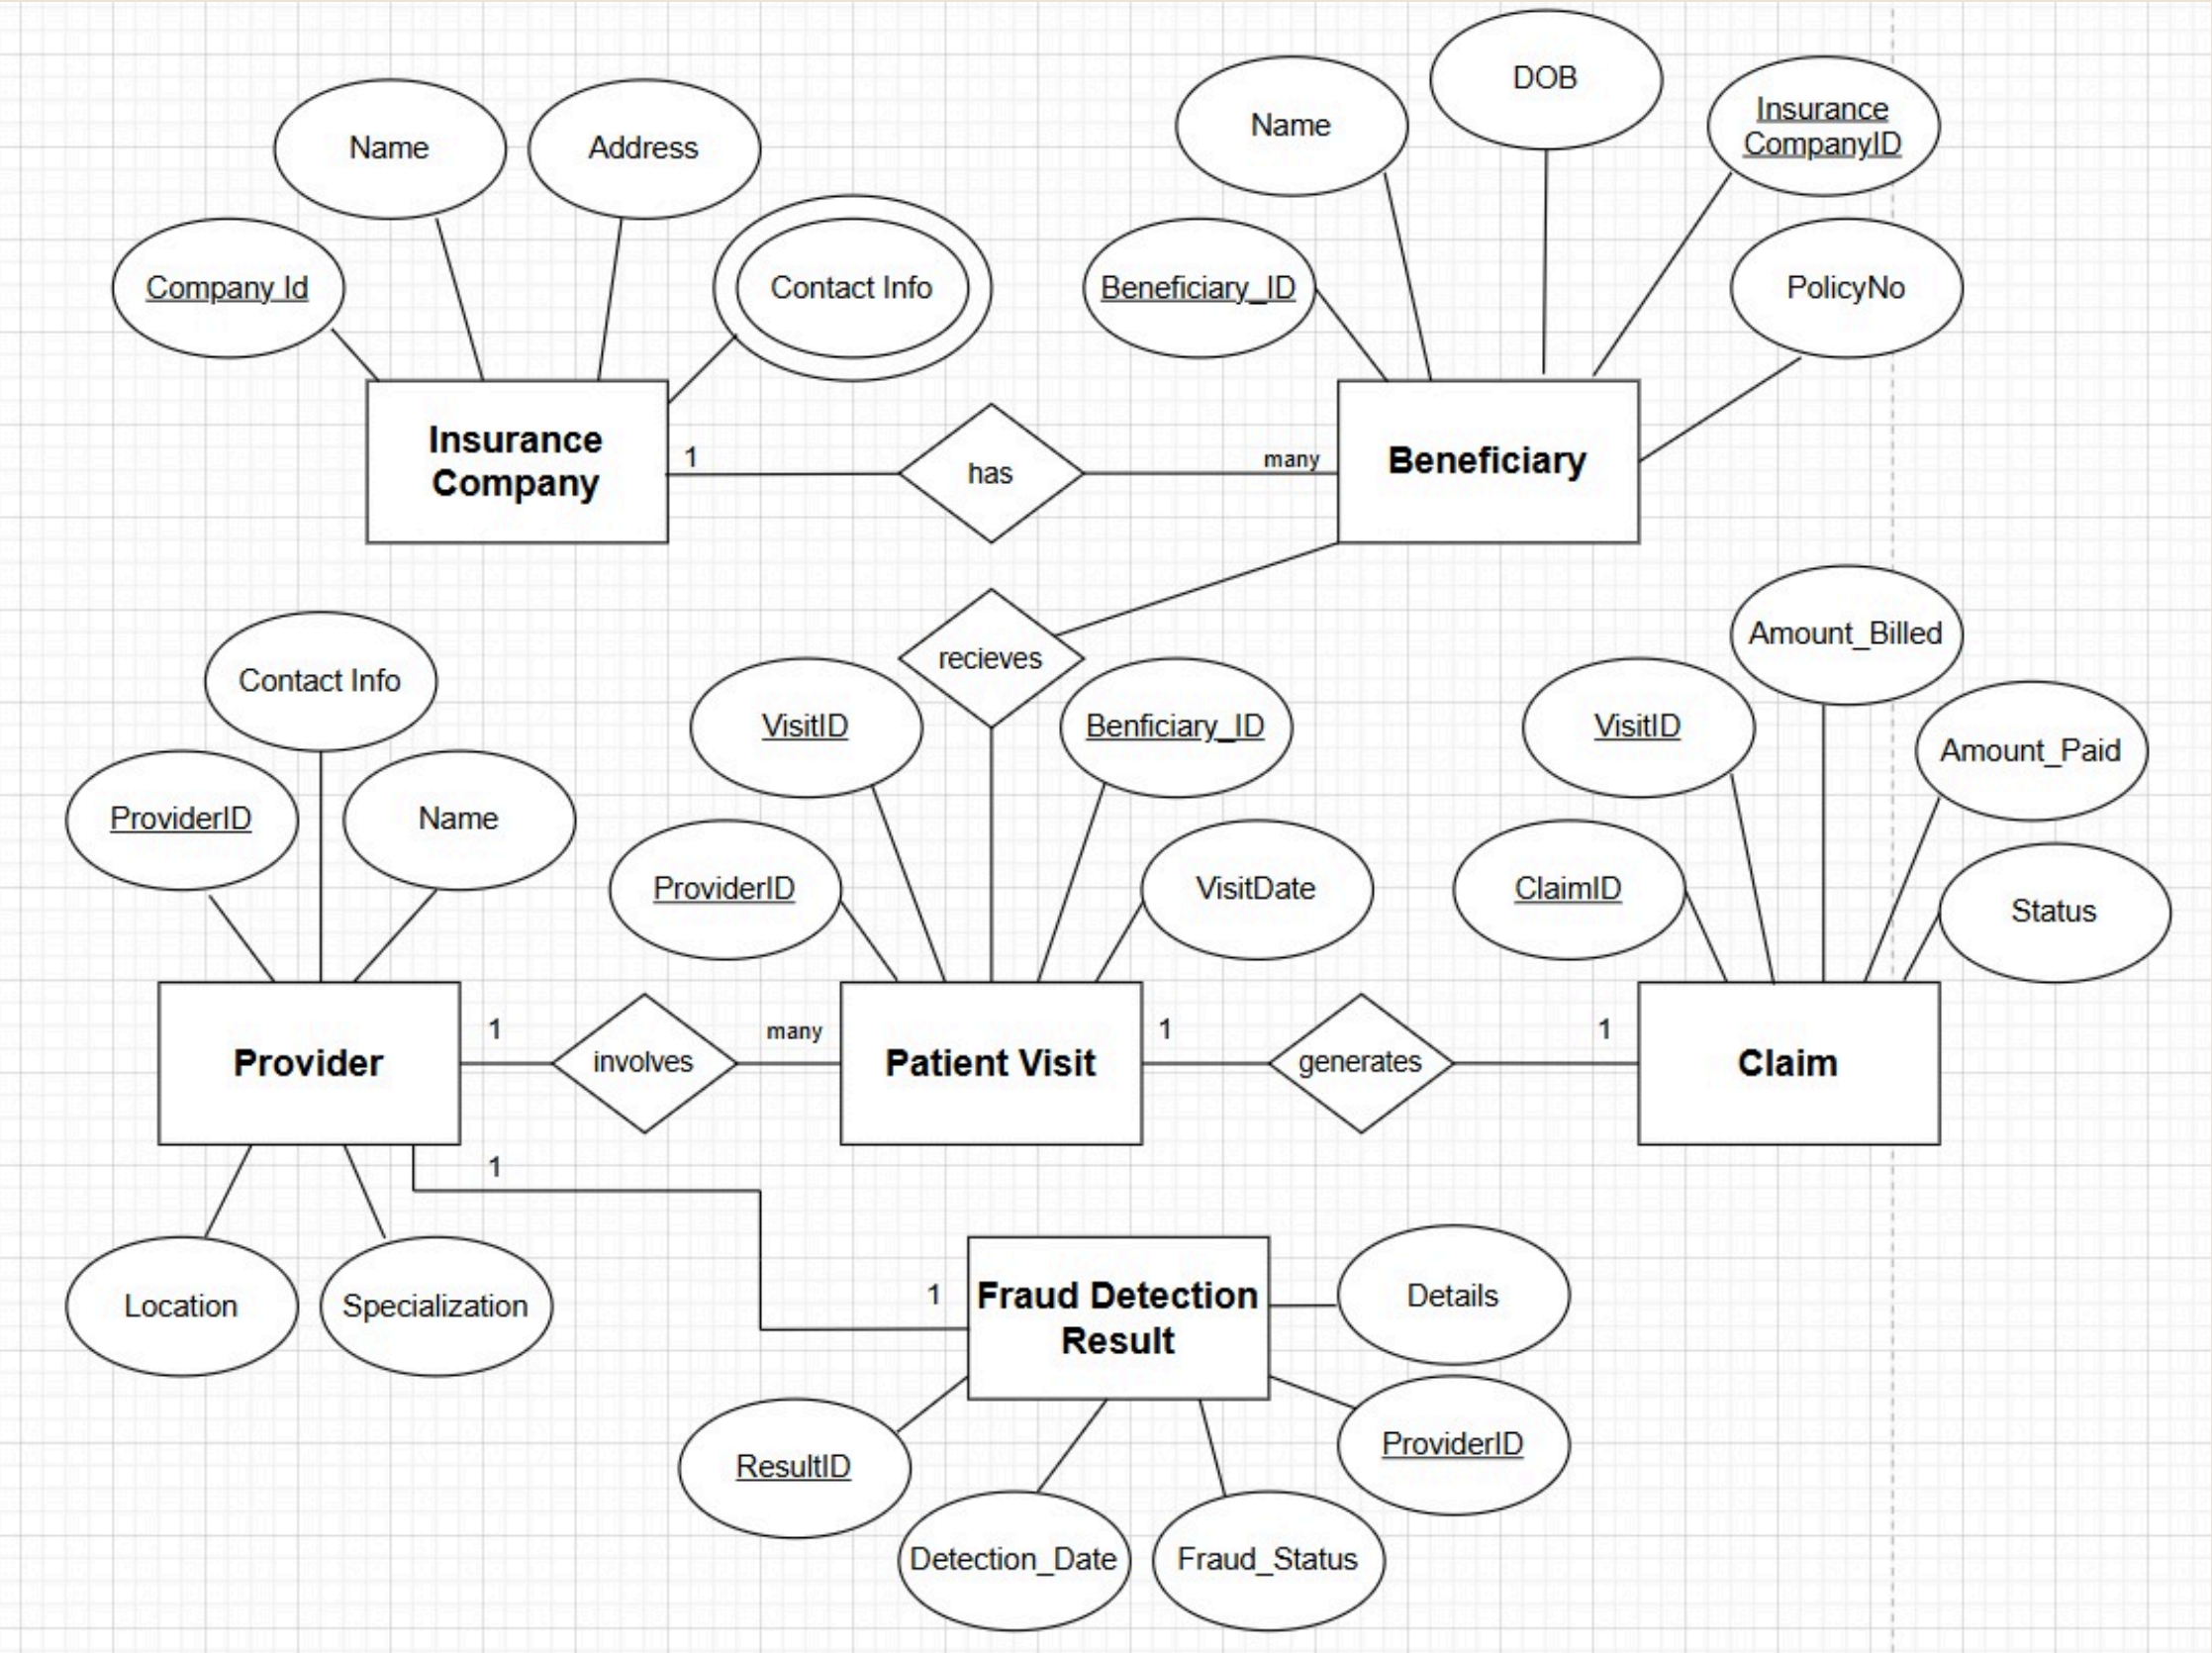 DOB
Name
Insurance
CompanyID
Name
Address
Company Id
Contact Info
Beneficiary_ID
PolicyNo
Insurance
Company
1
has
many
Beneficiary
recieves
Amount_Billed
Contact Info
VisitID
Benficiary_ID
VisitID
Amount_Paid
ProviderID
Name
ProviderID
VisitDate
ClaimID
Status
Provider
1
involves
many
Patient Visit
1
generates
1
Claim
1
Location
Specialization
1
Fraud Detection
Result
Details
ProviderID
ResultID
Detection_Date
Fraud_Status